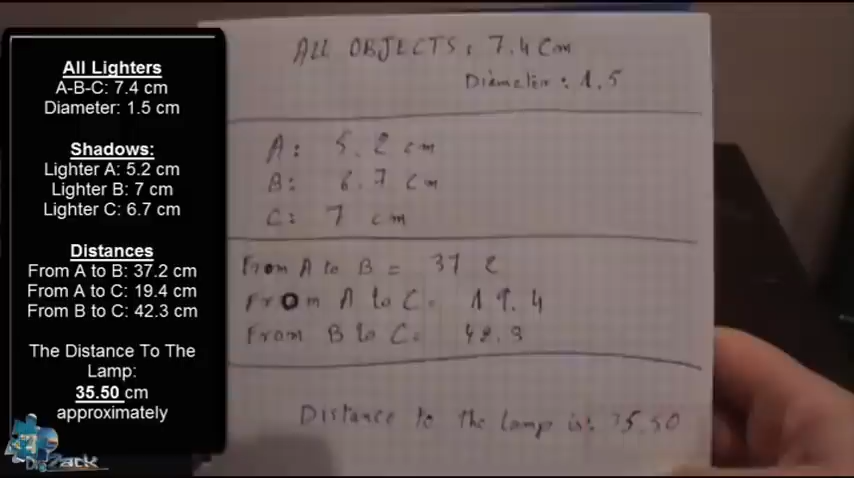 All Lighters
A-B-C: 7.4 cm
Diameter: 1.5 cm
Shadows:
Lighter A: 5.2 cm
Lighter B: 7 cm
Lighter C: 6.7 cm
Distances
From A to B: 37.2 cm
From A to C: 19.4 cm
From B to C: 42.3 cm
The Distance To The
Lamp:
35.50 cm
approximately
Zack
ALL OBJECTS: 7.4 cm
Diameter: 1.5
A: 5.2 cm
B: 6.7 cm
C: 7 cm
From A to B = 37 2
From A to C = 19.4
From B to C = 42.3
Distance to the lamp is: 35.50